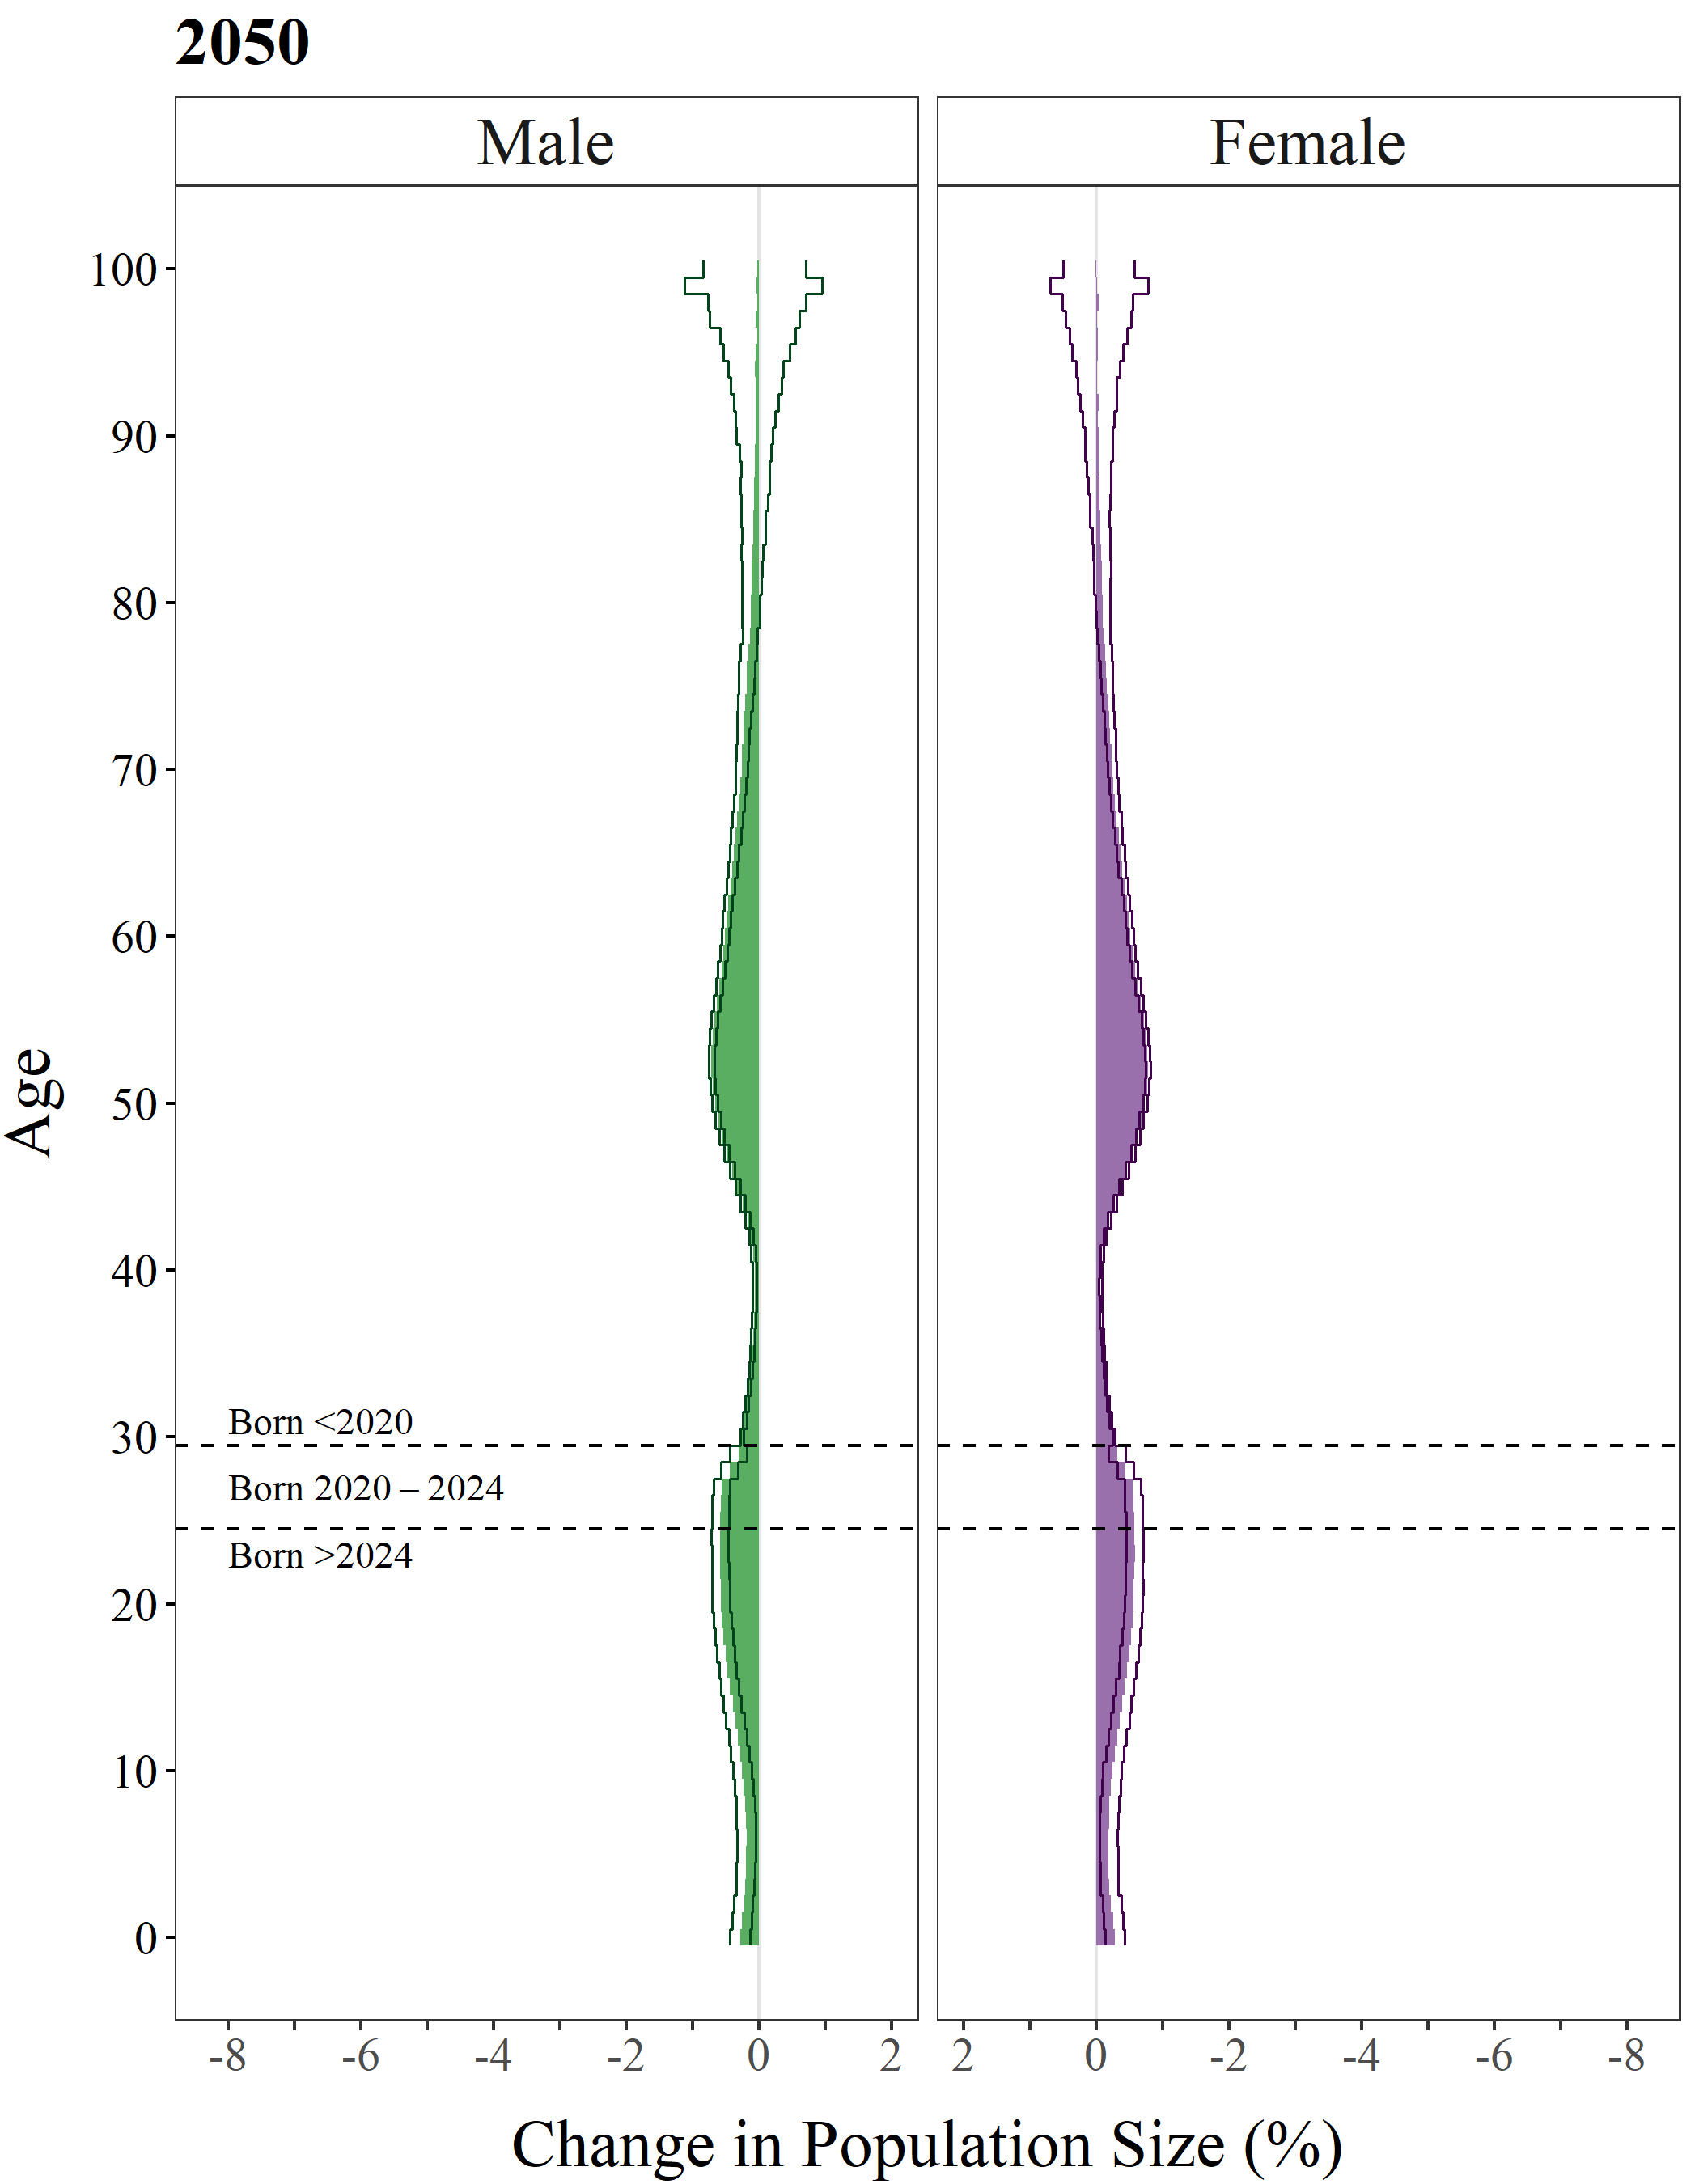 2050
Male
Female
100
90
80
70
60
50
40
30
20
10
0
Age
Born <2020
Born 2020 – 2024
Born >2024
-8 -6 -4 -2 0 2
2 0 -2 -4 -6 -8
Change in Population Size (%)